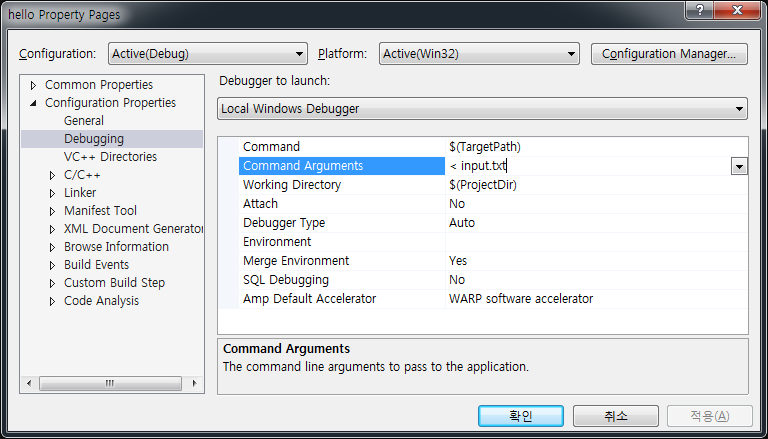 hello Property Pages
Configuration: Active(Debug) Platform: Active(Win32) Configuration Manager...
Common Properties
Configuration Properties
General
Debugging
VC++ Directories
C/C++
Linker
Manifest Tool
XML Document Generator
Browse Information
Build Events
Custom Build Step
Code Analysis
Debugger to launch:
Local Windows Debugger
Command $(TargetPath)
Command Arguments < input.txt
Working Directory $(ProjectDir)
Attach No
Debugger Type Auto
Environment
Merge Environment Yes
SQL Debugging No
Amp Default Accelerator WARP software accelerator
Command Arguments
The command line arguments to pass to the application.
확인 취소 적용(A)